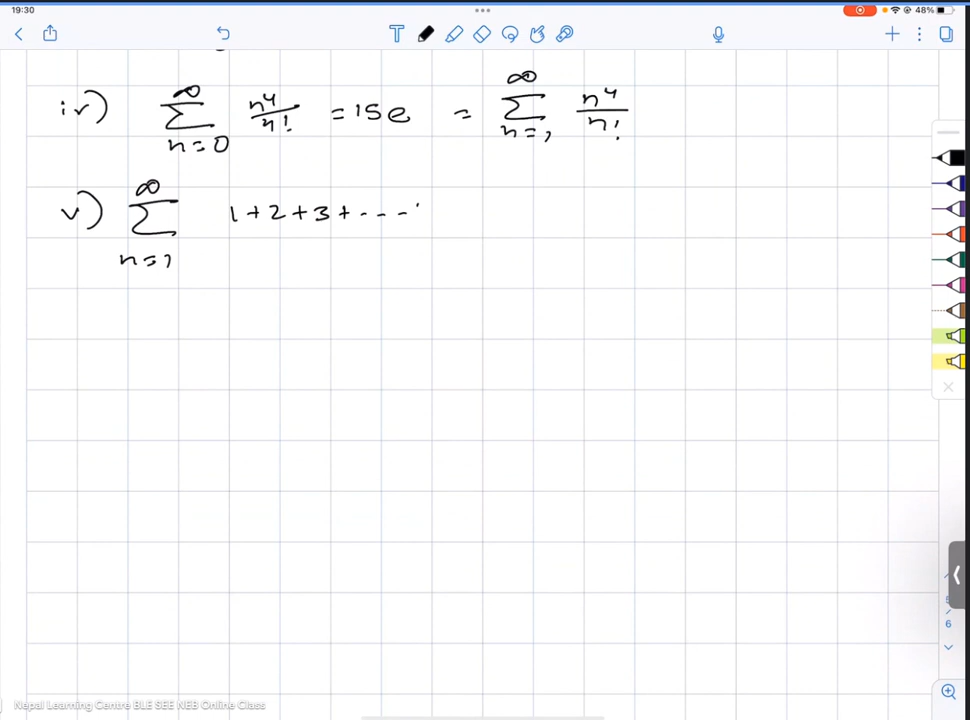 19:30
48%
T
iv) ∞ ∑ n=0 n⁴/n! = 15e = ∞ ∑ n=1 n⁴/n!
v) ∞ ∑ n=1 1+2+3+----
6
Nepal Learning Centre BLE SEE NEB Online Class